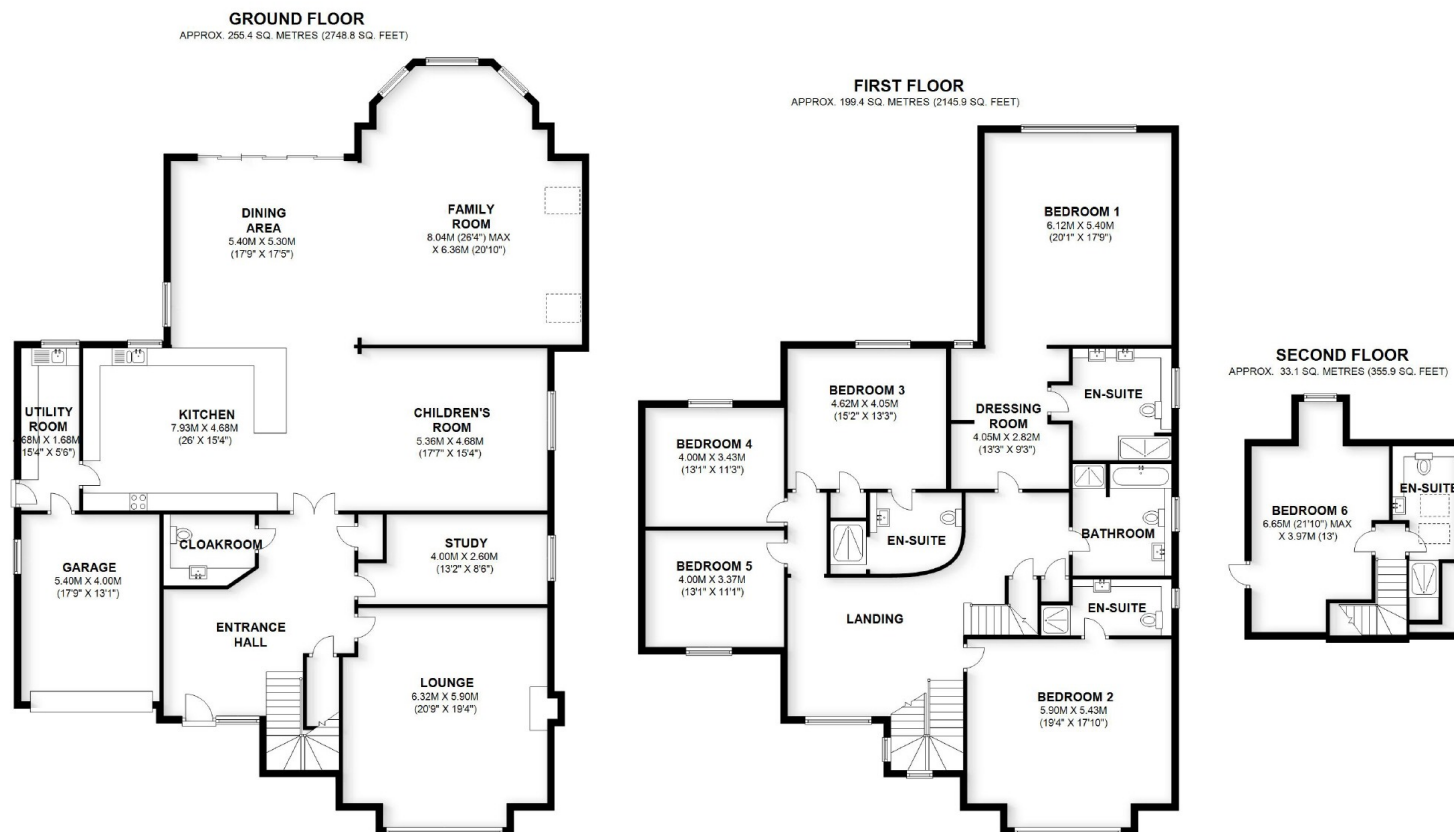 GROUND FLOOR
APPROX. 255.4 SQ. METRES (2748.8 SQ. FEET)
DINING
AREA
5.40M X 5.30M
(17'9" X 17'5")
FAMILY
ROOM
8.04M (26'4") MAX
X 6.36M (20'10")
UTILITY
ROOM
.68M X 1.68M
15'4" X 5'6")
KITCHEN
7.93M X 4.68M
(26' X 15'4")
CHILDREN'S
ROOM
5.36M X 4.68M
(17'7" X 15'4")
CLOAKROOM
STUDY
4.00M X 2.60M
(13'2" X 8'6")
GARAGE
5.40M X 4.00M
(17'9" X 13'1")
ENTRANCE
HALL
LOUNGE
6.32M X 5.90M
(20'9" X 19'4")
FIRST FLOOR
APPROX. 199.4 SQ. METRES (2145.9 SQ. FEET)
BEDROOM 1
6.12M X 5.40M
(20'1" X 17'9")
BEDROOM 3
4.62M X 4.05M
(15'2" X 13'3")
DRESSING
ROOM
4.05M X 2.82M
(13'3" X 9'3")
EN-SUITE
BEDROOM 4
4.00M X 3.43M
(13'1" X 11'3")
EN-SUITE
BATHROOM
BEDROOM 5
4.00M X 3.37M
(13'1" X 11'1")
LANDING
EN-SUITE
BEDROOM 2
5.90M X 5.43M
(19'4" X 17'10")
SECOND FLOOR
APPROX. 33.1 SQ. METRES (355.9 SQ. FEET)
BEDROOM 6
6.65M (21'10") MAX
X 3.97M (13')
EN-SUITE